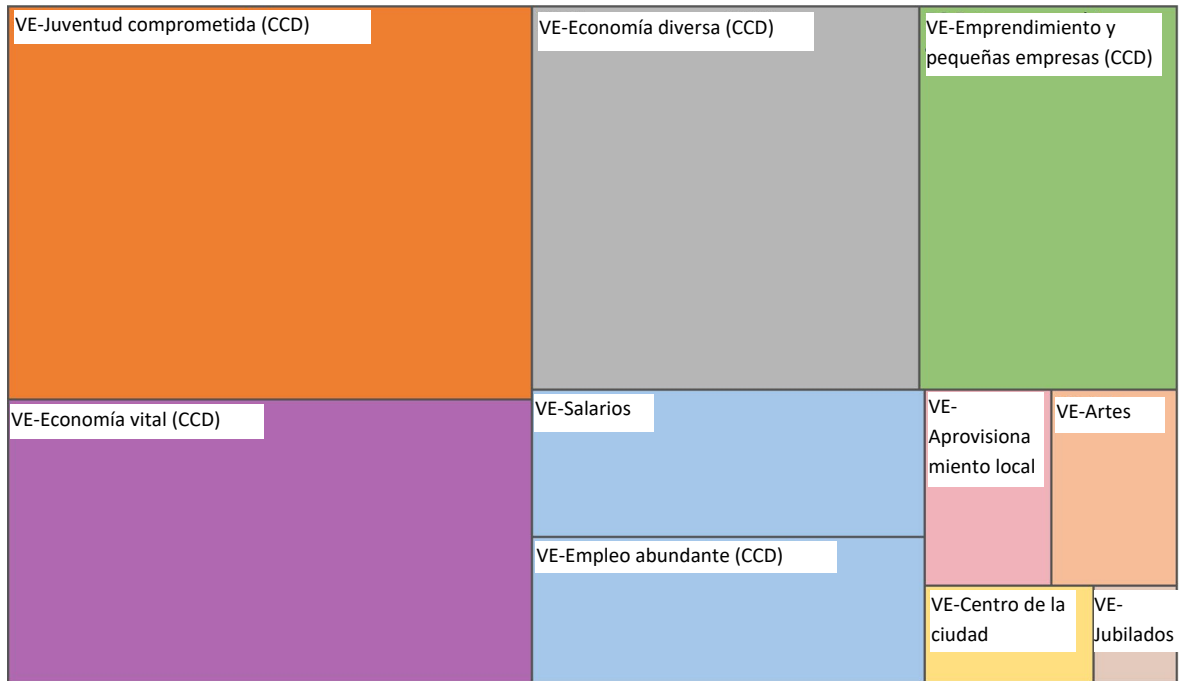 VE-Juventud comprometida (CCD)
VE-Economía diversa (CCD)
VE-Emprendimiento y
pequeñas empresas (CCD)
VE-Economía vital (CCD)
VE-Salarios
VE-
Aprovisiona
miento local
VE-Artes
VE-Empleo abundante (CCD)
VE-Centro de la
ciudad
VE-
Jubilados